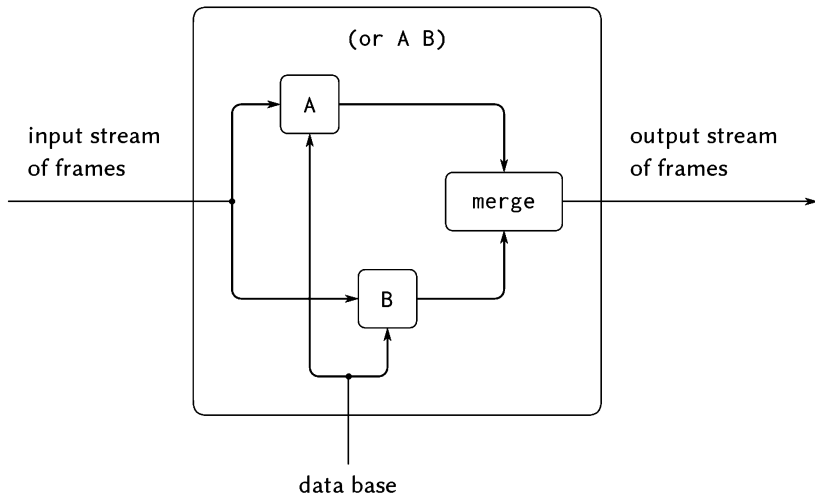 (or A B)
A
input stream
of frames
output stream
of frames
merge
B
data base